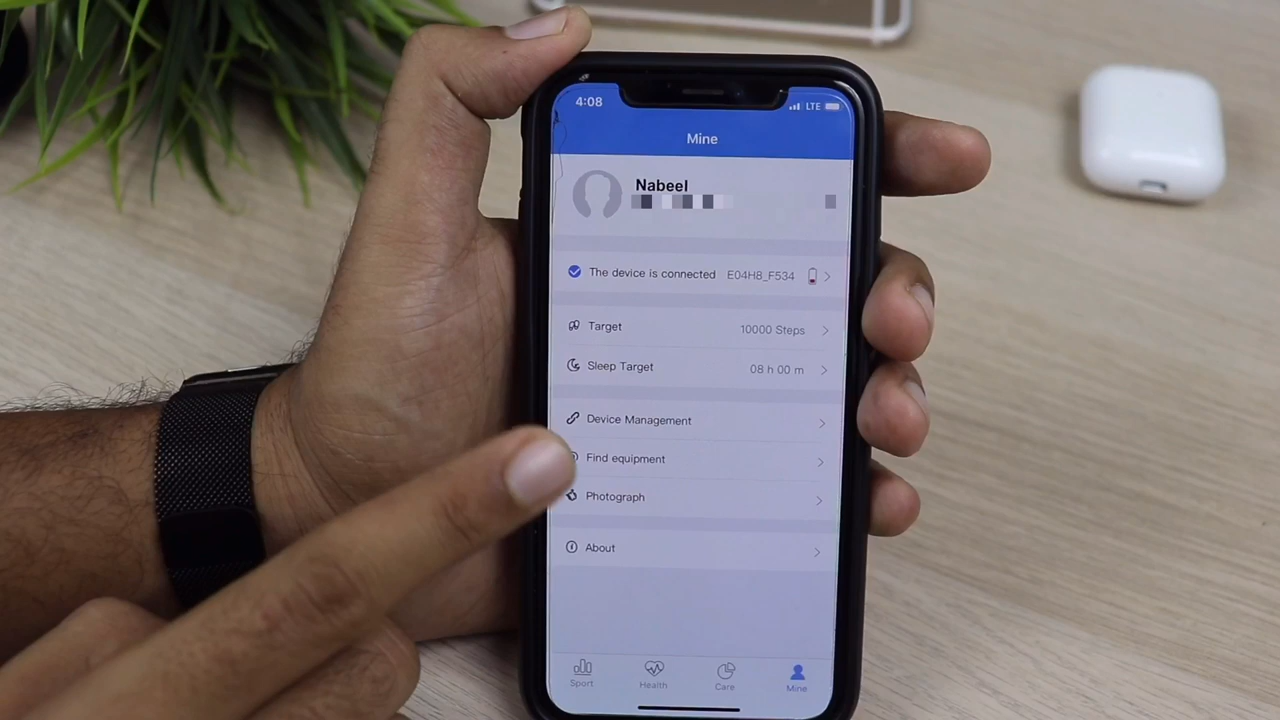 4:08 LTE
Mine
Nabeel
The device is connected E04H8_F534
Target 10000 Steps
Sleep Target 08 h 00 m
Device Management
Find equipment
Photograph
About
Sport Health Care Mine